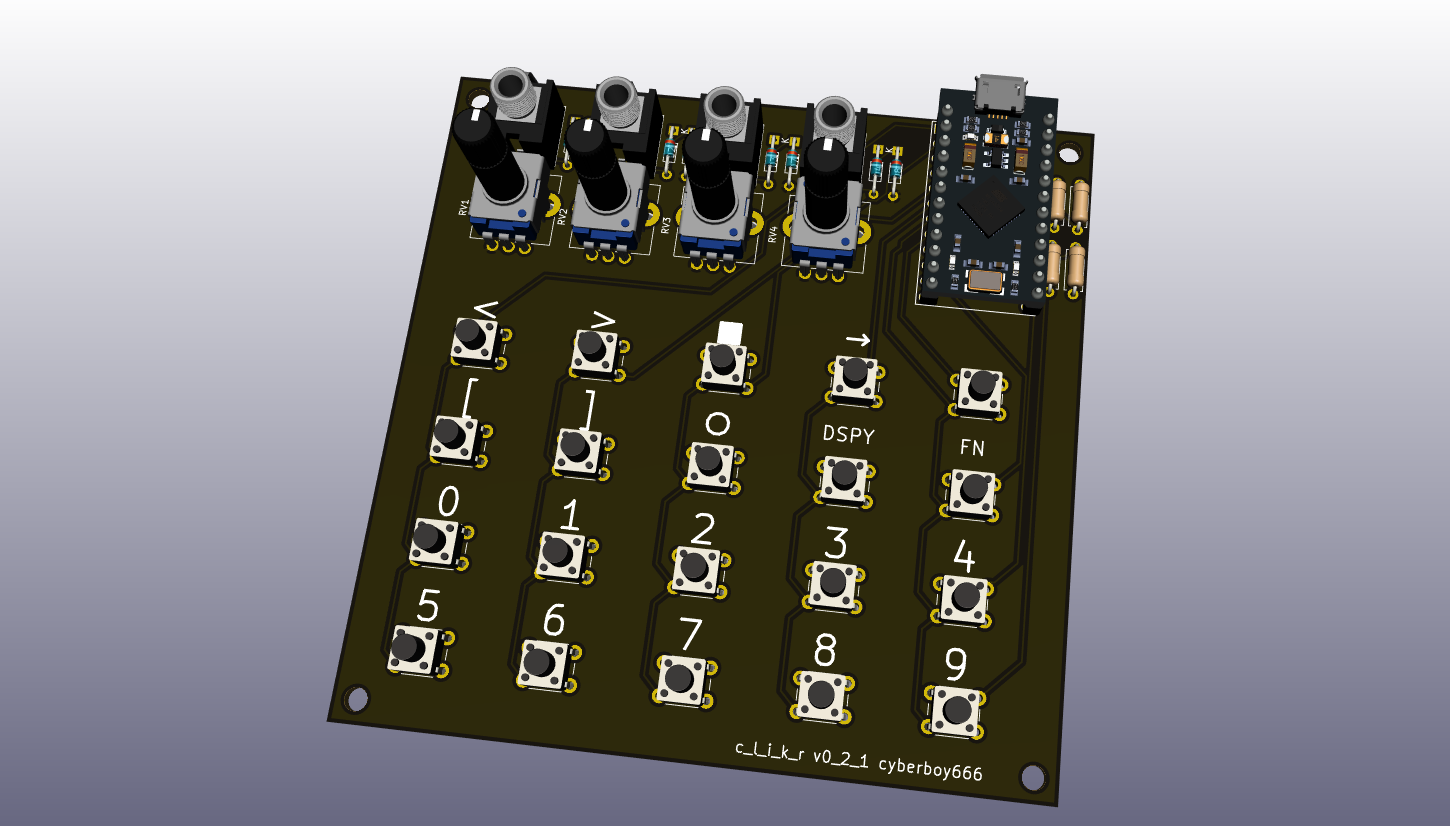 K K K
RV1 RV2 RV3 RV4
< > →
[ ] O DSPY FN
0 1 2 3 4
5 6 7 8 9
c_l_i_k_r v0_2_1 cyberboy666